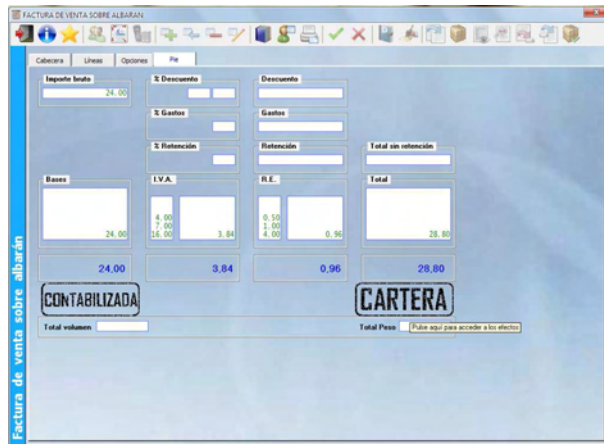 FACTURA DE VENTA SOBRE ALBARAN
Cabecera Líneas Opciones Pie
Importe bruto % Descuento Descuento
24.00
% Gastos Gastos
% Retención Retención Total sin retención
Bases I.V.A. R.E. Total
4.00 0.50
7.00 1.00
24.00 16.00 3.84 4.00 0.96 28.80
24,00 3,84 0,96 28,80
CONTABILIZADA CARTERA
Total volumen Total Peso Pulse aquí para acceder a los efectos
Factura de venta sobre albarán